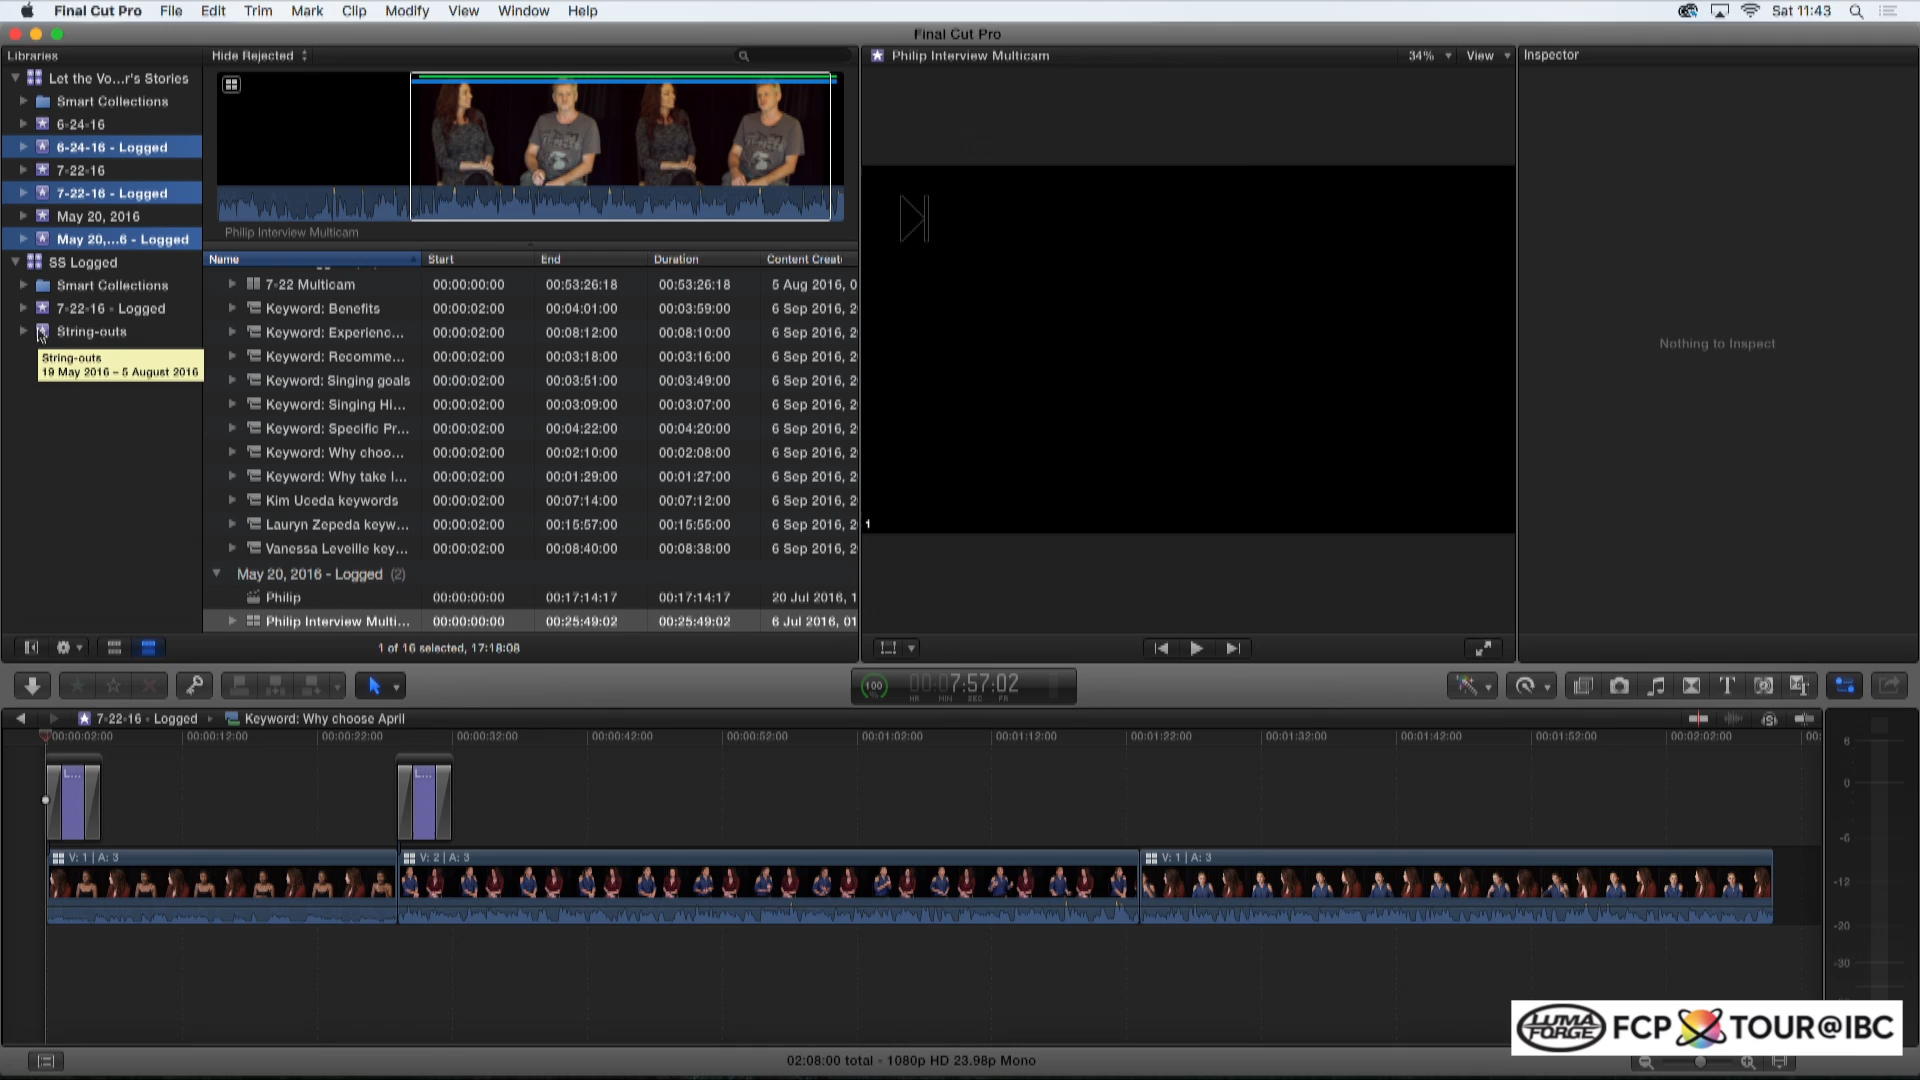 Final Cut Pro File Edit Trim Mark Clip Modify View Window Help
Sat 11:43
Final Cut Pro
Libraries
Hide Rejected
Philip Interview Multicam
34%
View
Inspector
Let the Vo...r's Stories
Smart Collections
6-24-16
6-24-16 - Logged
7-22-16
7-22-16 - Logged
May 20, 2016
May 20,...6 - Logged
SS Logged
Smart Collections
7-22-16 - Logged
String-outs
String-outs
19 May 2016 – 5 August 2016
Philip Interview Multicam
Name Start End Duration Content Creat
7-22 Multicam 00:00:00:00 00:53:26:18 00:53:26:18 5 Aug 2016, 0
Keyword: Benefits 00:00:02:00 00:04:01:00 00:03:59:00 6 Sep 2016, 2
Keyword: Experienc... 00:00:02:00 00:08:12:00 00:08:10:00 6 Sep 2016, 2
Keyword: Recomme... 00:00:02:00 00:03:18:00 00:03:16:00 6 Sep 2016, 2
Keyword: Singing goals 00:00:02:00 00:03:51:00 00:03:49:00 6 Sep 2016, 2
Keyword: Singing Hi... 00:00:02:00 00:03:09:00 00:03:07:00 6 Sep 2016, 2
Keyword: Specific Pr... 00:00:02:00 00:04:22:00 00:04:20:00 6 Sep 2016, 2
Keyword: Why choo... 00:00:02:00 00:02:10:00 00:02:08:00 6 Sep 2016, 2
Keyword: Why take l... 00:00:02:00 00:01:29:00 00:01:27:00 6 Sep 2016, 2
Kim Uceda keywords 00:00:02:00 00:07:14:00 00:07:12:00 6 Sep 2016, 2
Lauryn Zepeda keyw... 00:00:02:00 00:15:57:00 00:15:55:00 6 Sep 2016, 2
Vanessa Leveille key... 00:00:02:00 00:08:40:00 00:08:38:00 6 Sep 2016, 2
May 20, 2016 - Logged (2)
Philip 00:00:00:00 00:17:14:17 00:17:14:17 20 Jul 2016, 1
Philip Interview Multi... 00:00:00:00 00:25:49:02 00:25:49:02 6 Jul 2016, 01
Nothing to Inspect
1 of 16 selected, 17:18:08
100
%
00:07:57:02
HR MIN SEC FR
7-22-16 - Logged
Keyword: Why choose April
00:00:02:00 00:00:12:00 00:00:22:00 00:00:32:00 00:00:42:00 00:00:52:00 00:01:02:00 00:01:12:00 00:01:22:00 00:01:32:00 00:01:42:00 00:01:52:00 00:02:02:00 00:
L...
L...
V: 1 | A: 3
V: 2 | A: 3
V: 1 | A: 3
6
0
-6
-12
-20
-30
LUMA
FORGE
FCP TOUR@IBC
02:08:00 total - 1080p HD 23.98p Mono